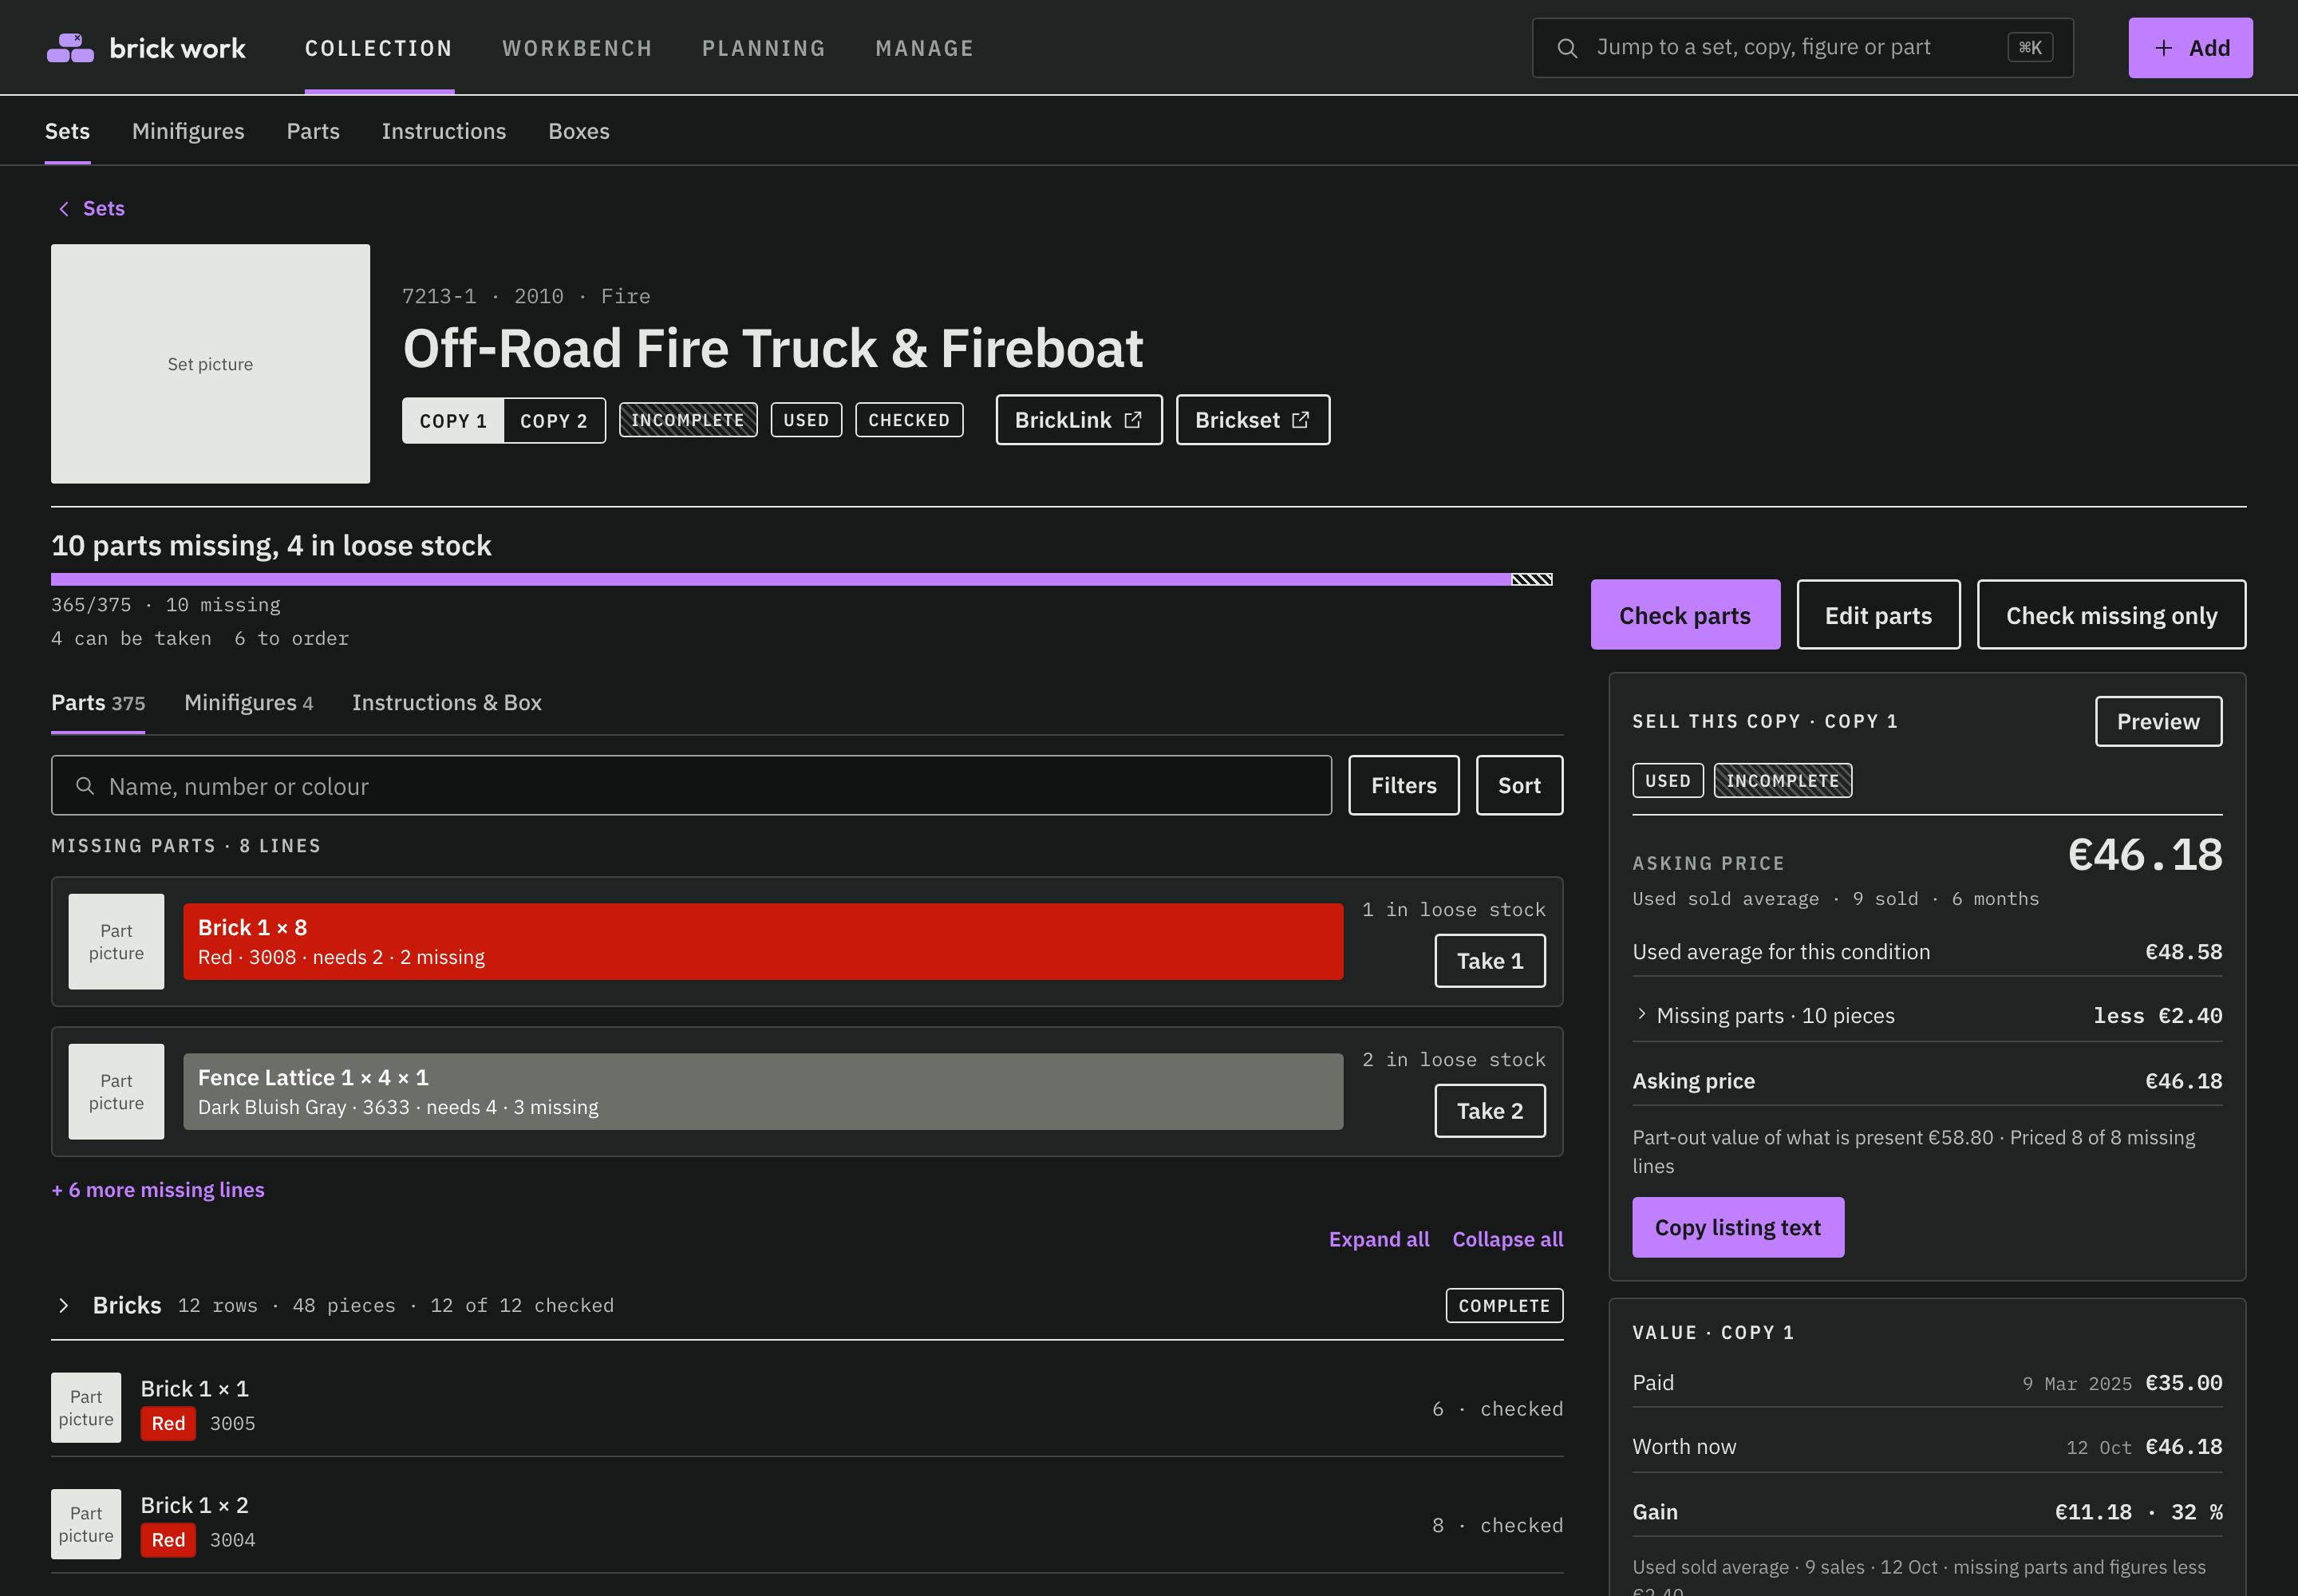 brick work
COLLECTION
WORKBENCH
PLANNING
MANAGE
Jump to a set, copy, figure or part
⌘K
+ Add
Sets
Minifigures
Parts
Instructions
Boxes
Sets
Set picture
7213-1 · 2010 · Fire
Off-Road Fire Truck & Fireboat
COPY 1
COPY 2
INCOMPLETE
USED
CHECKED
BrickLink
Brickset
10 parts missing, 4 in loose stock
365/375 · 10 missing
4 can be taken 6 to order
Check parts
Edit parts
Check missing only
Parts 375
Minifigures 4
Instructions & Box
Name, number or colour
Filters
Sort
MISSING PARTS · 8 LINES
Part
picture
Brick 1 × 8
Red · 3008 · needs 2 · 2 missing
1 in loose stock
Take 1
Part
picture
Fence Lattice 1 × 4 × 1
Dark Bluish Gray · 3633 · needs 4 · 3 missing
2 in loose stock
Take 2
+ 6 more missing lines
Expand all
Collapse all
Bricks 12 rows · 48 pieces · 12 of 12 checked
COMPLETE
Part
picture
Brick 1 × 1
Red 3005
6 · checked
Part
picture
Brick 1 × 2
Red 3004
8 · checked
SELL THIS COPY · COPY 1
Preview
USED
INCOMPLETE
ASKING PRICE
€46.18
Used sold average · 9 sold · 6 months
Used average for this condition €48.58
Missing parts · 10 pieces less €2.40
Asking price €46.18
Part-out value of what is present €58.80 · Priced 8 of 8 missing
lines
Copy listing text
VALUE · COPY 1
Paid 9 Mar 2025 €35.00
Worth now 12 Oct €46.18
Gain €11.18 · 32 %
Used sold average · 9 sales · 12 Oct · missing parts and figures less